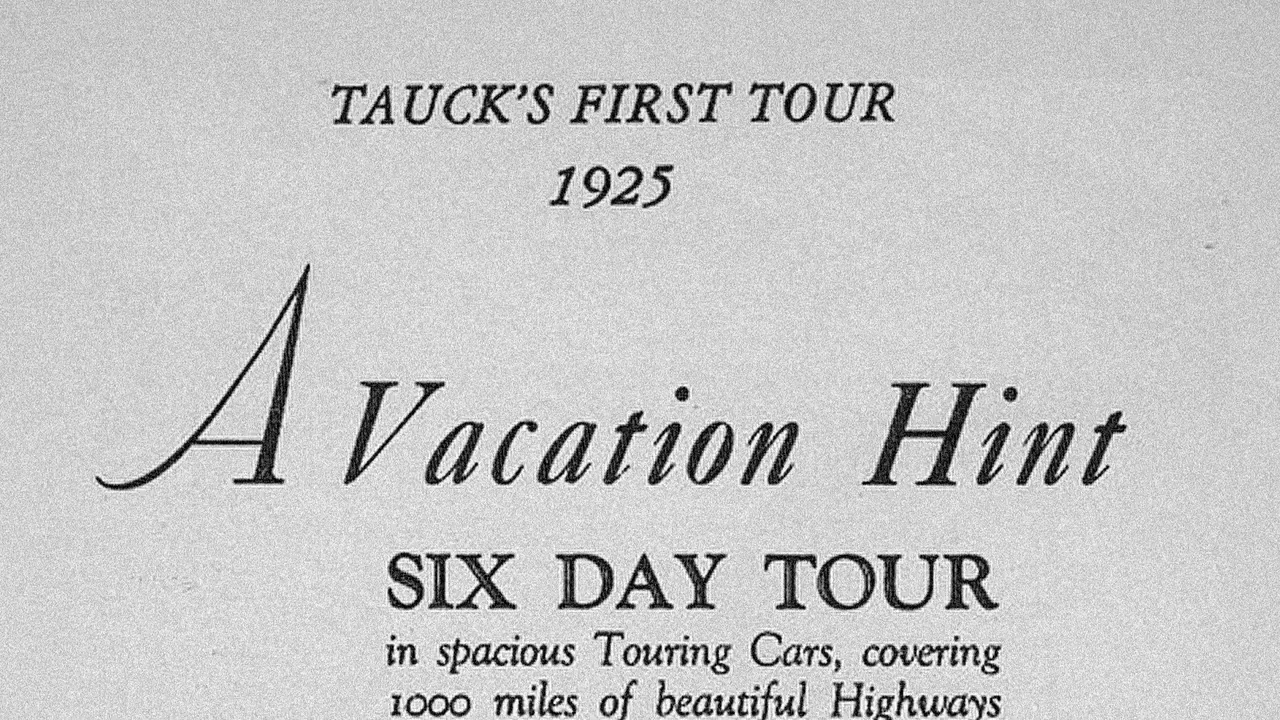 TAUCK'S FIRST TOUR
1925
A Vacation Hint
SIX DAY TOUR
in spacious Touring Cars, covering
1000 miles of beautiful Highways